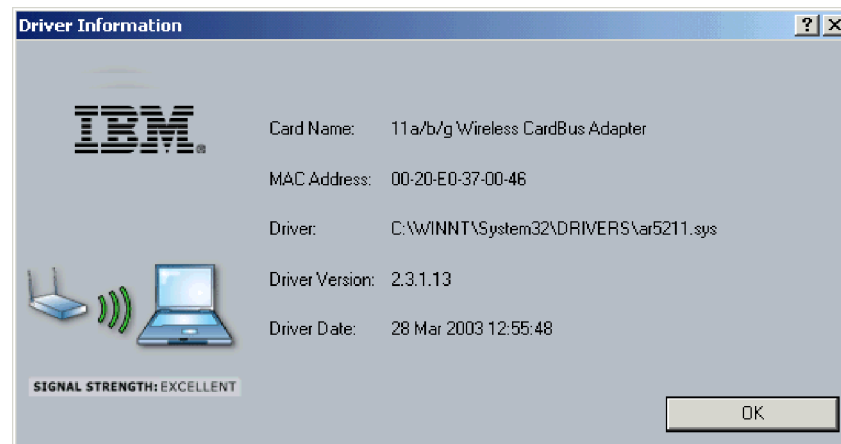 Driver Information
IBM®
Card Name: 11a/b/g Wireless CardBus Adapter
MAC Address: 00-20-E0-37-00-46
Driver: C:\WINNT\System32\DRIVERS\ar5211.sys
Driver Version: 2.3.1.13
Driver Date: 28 Mar 2003 12:55:48
SIGNAL STRENGTH: EXCELLENT
OK